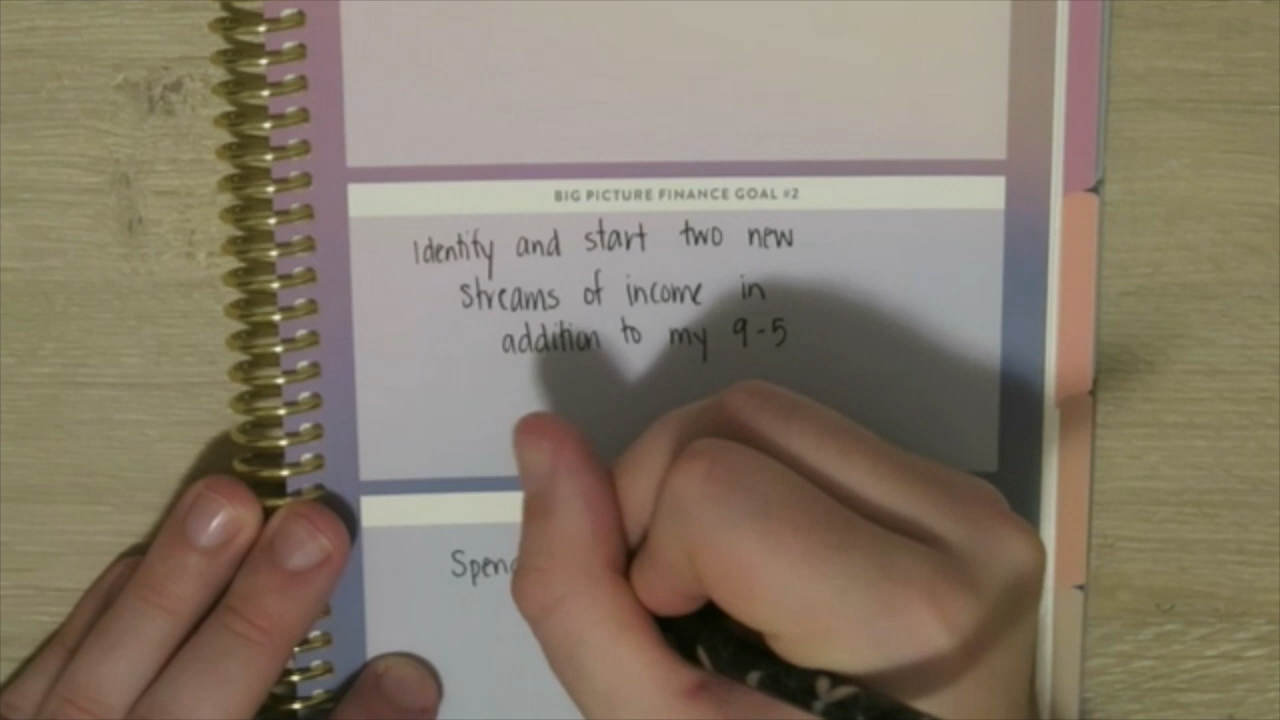 BIG PICTURE FINANCE GOAL #2
Identify and start two new
streams of income in
addition to my 9-5